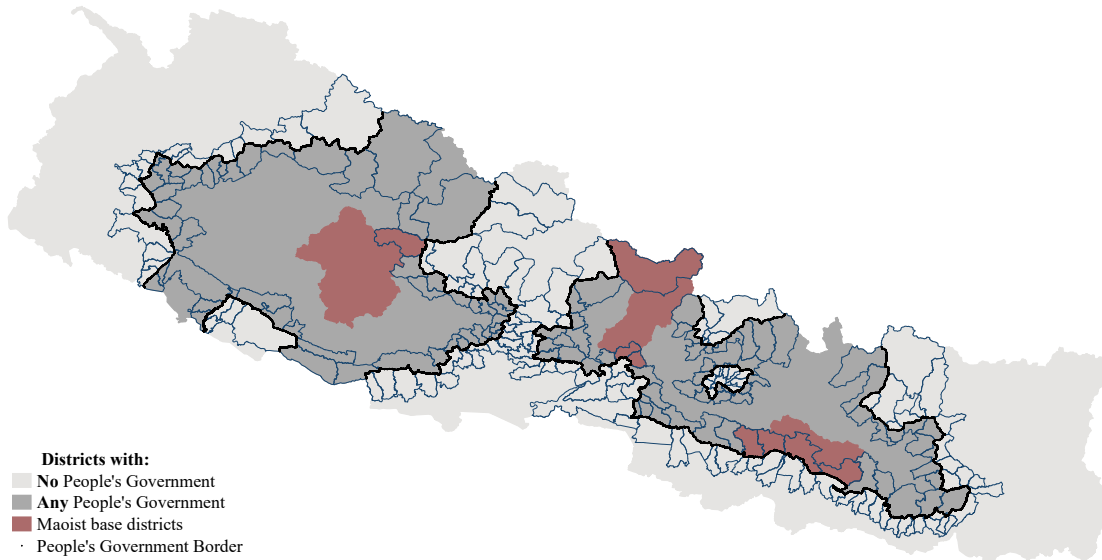 Districts with:
No People's Government
Any People's Government
Maoist base districts
People's Government Border